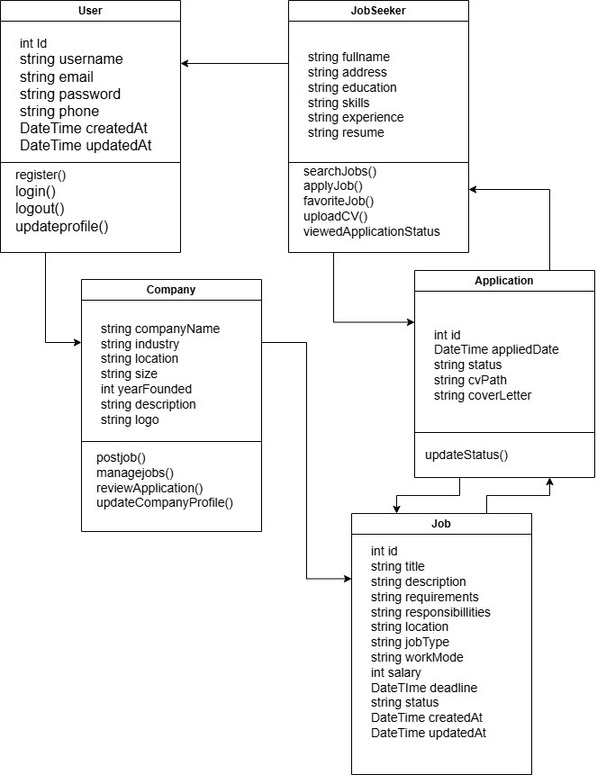 User
int Id
string username
string email
string password
string phone
DateTime createdAt
DateTime updatedAt
register()
login()
logout()
updateprofile()
JobSeeker
string fullname
string address
string education
string skills
string experience
string resume
searchJobs()
applyJob()
favoriteJob()
uploadCV()
viewedApplicationStatus
Company
string companyName
string industry
string location
string size
int yearFounded
string description
string logo
postjob()
managejobs()
reviewApplication()
updateCompanyProfile()
Application
int id
DateTime appliedDate
string status
string cvPath
string coverLetter
updateStatus()
Job
int id
string title
string description
string requirements
string responsibillities
string location
string jobType
string workMode
int salary
DateTIme deadline
string status
DateTime createdAt
DateTime updatedAt